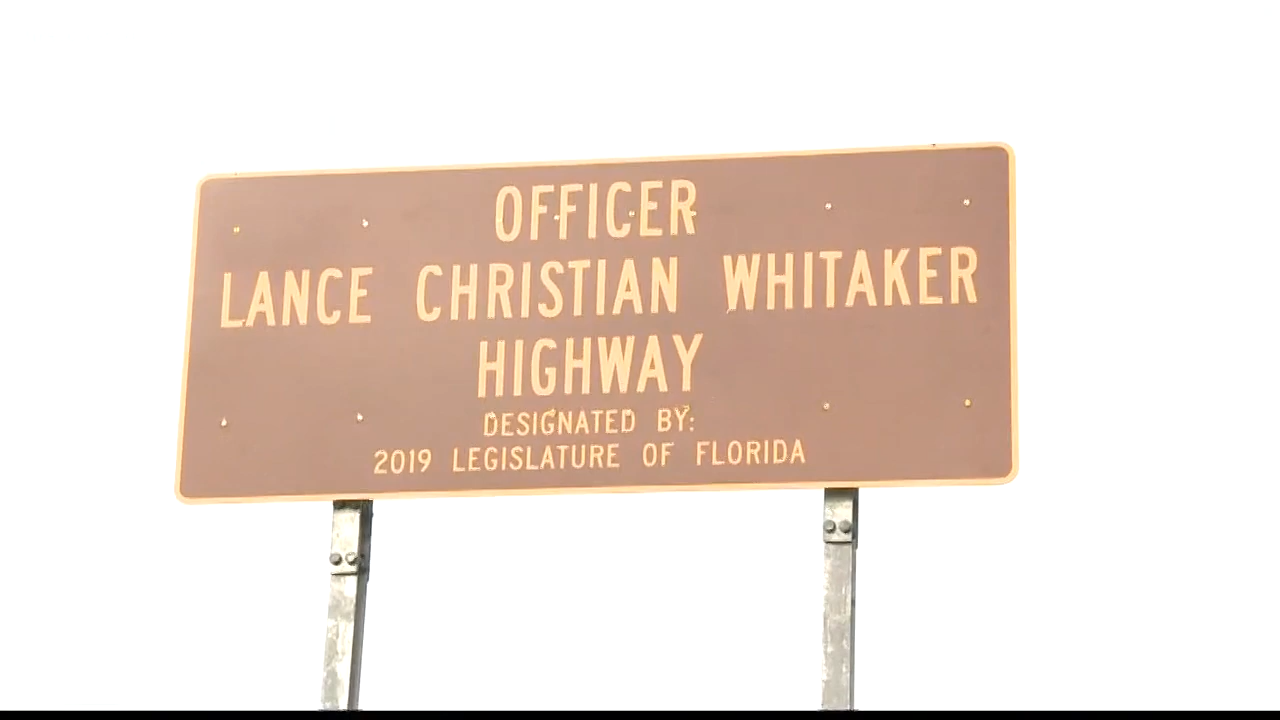 OFFICER
LANCE CHRISTIAN WHITAKER
HIGHWAY
DESIGNATED BY:
2019 LEGISLATURE OF FLORIDA